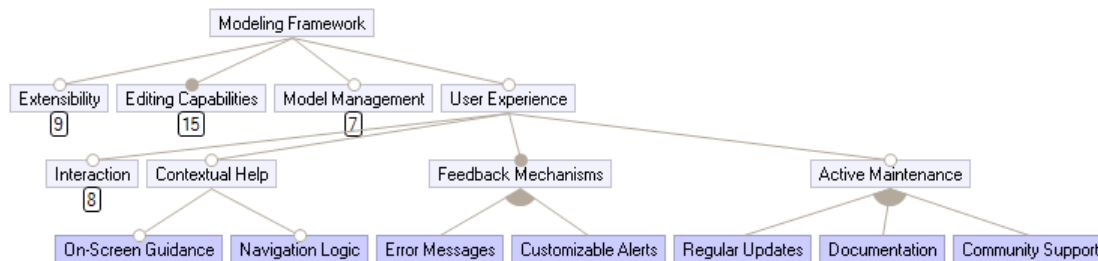 Modeling Framework
Extensibility Editing Capabilities Model Management User Experience
9 15 7
Interaction Contextual Help Feedback Mechanisms Active Maintenance
8
On-Screen Guidance Navigation Logic Error Messages Customizable Alerts Regular Updates Documentation Community Support